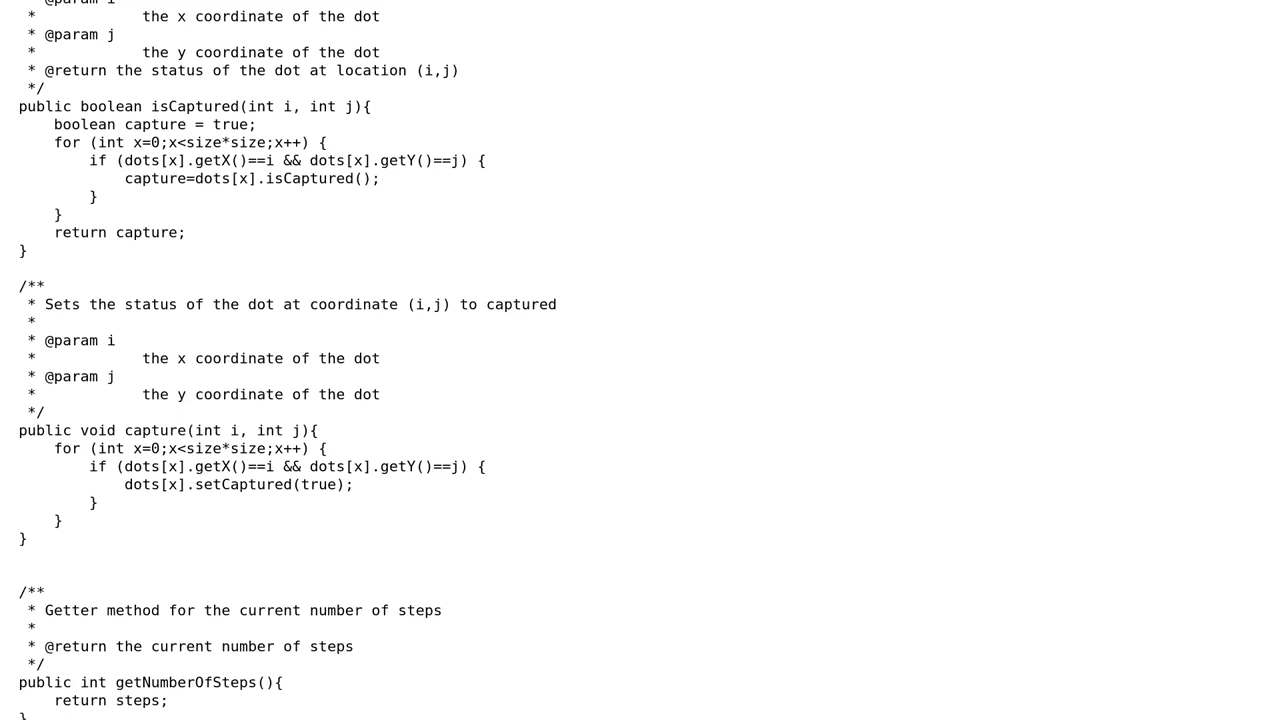 * @param i
 *            the x coordinate of the dot
 * @param j
 *            the y coordinate of the dot
 * @return the status of the dot at location (i,j)
 */
public boolean isCaptured(int i, int j){
    boolean capture = true;
    for (int x=0;x<size*size;x++) {
        if (dots[x].getX()==i && dots[x].getY()==j) {
            capture=dots[x].isCaptured();
        }
    }
    return capture;
}

/**
 * Sets the status of the dot at coordinate (i,j) to captured
 *
 * @param i
 *            the x coordinate of the dot
 * @param j
 *            the y coordinate of the dot
 */
public void capture(int i, int j){
    for (int x=0;x<size*size;x++) {
        if (dots[x].getX()==i && dots[x].getY()==j) {
            dots[x].setCaptured(true);
        }
    }
}


/**
 * Getter method for the current number of steps
 *
 * @return the current number of steps
 */
public int getNumberOfSteps(){
    return steps;
}